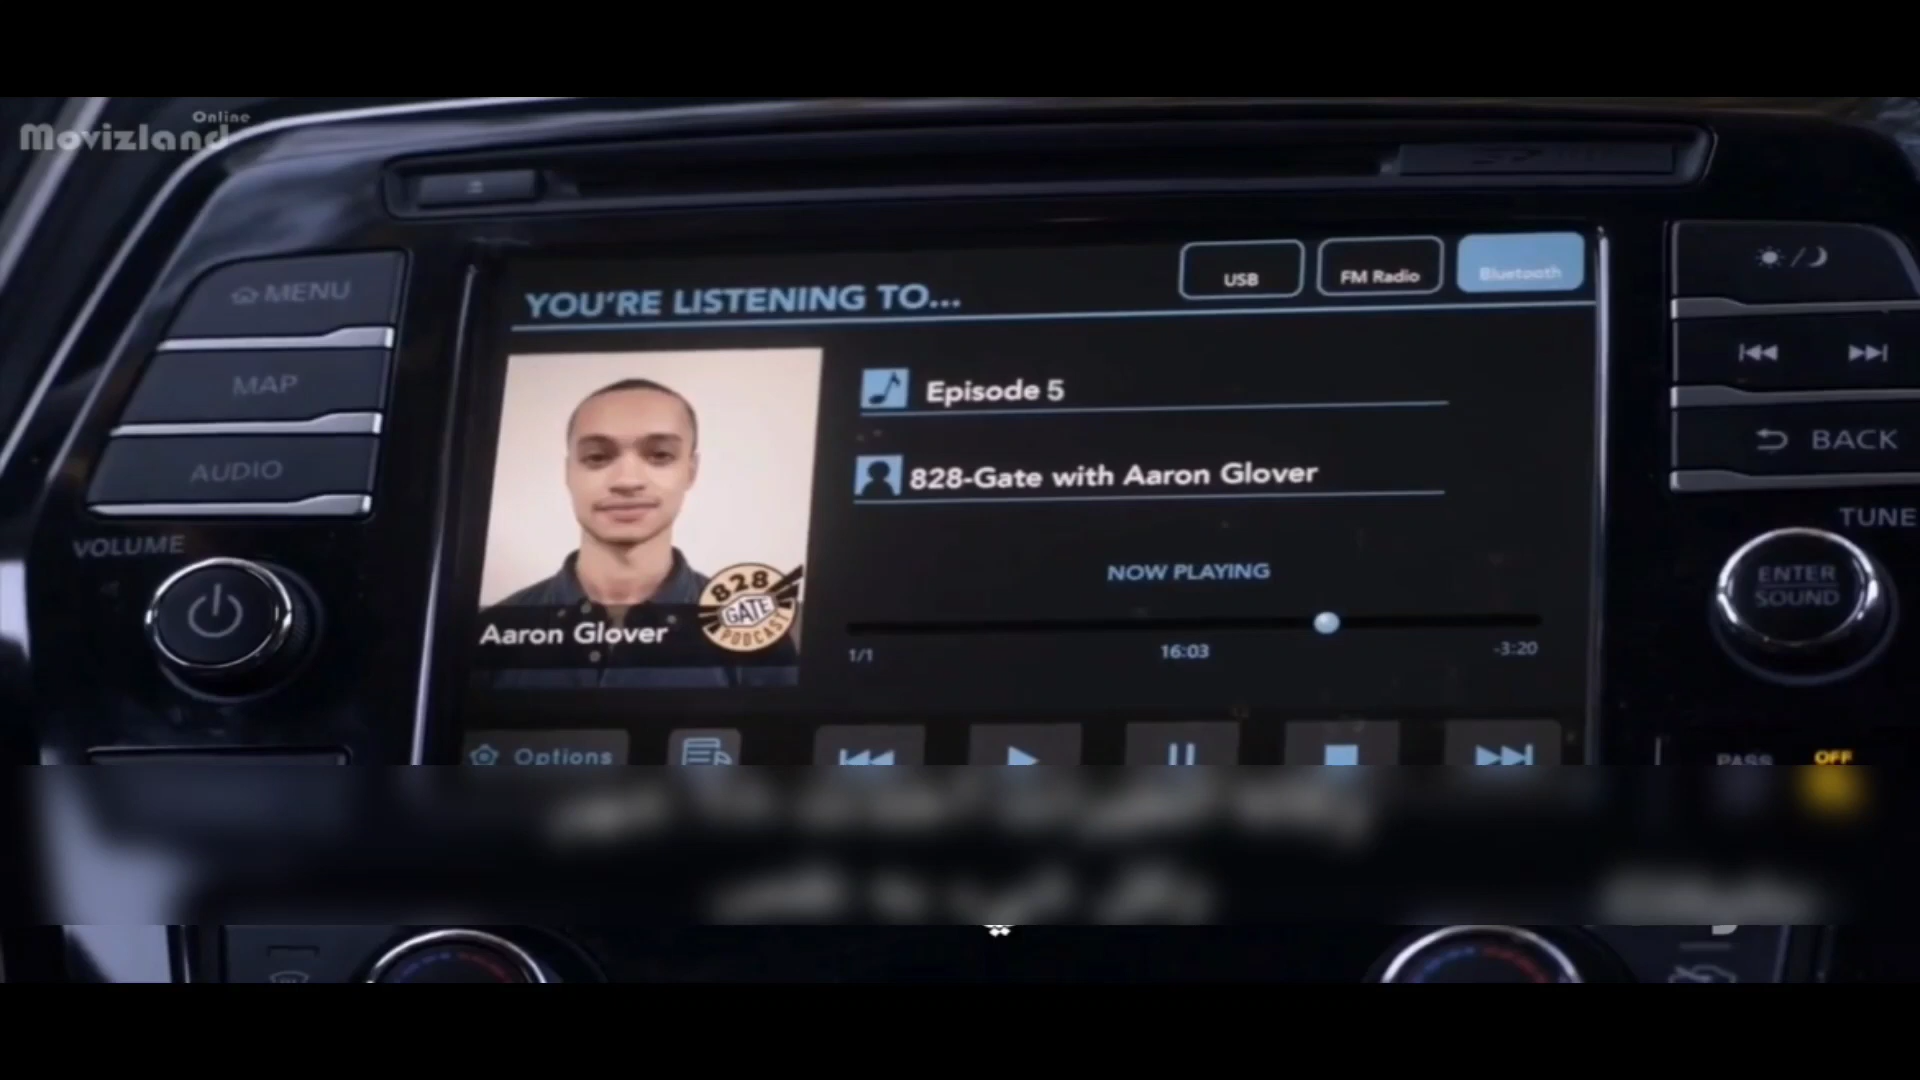 Online
Movizland
MENU
MAP
AUDIO
VOLUME
YOU'RE LISTENING TO...
USB
FM Radio
Bluetooth
Episode 5
828-Gate with Aaron Glover
828
GATE
PODCAST
Aaron Glover
NOW PLAYING
1/1
16:03
-3:20
Options
BACK
TUNE
ENTER
SOUND
PASS
OFF